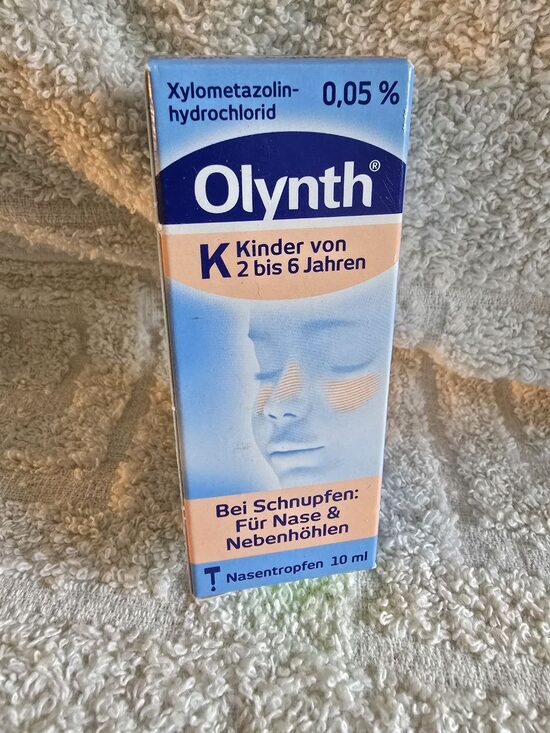 Xylometazolin-
hydrochlorid
0,05 %
Olynth®
K
Kinder von
2 bis 6 Jahren
Bei Schnupfen:
Für Nase &
Nebenhöhlen
Nasentropfen 10 ml